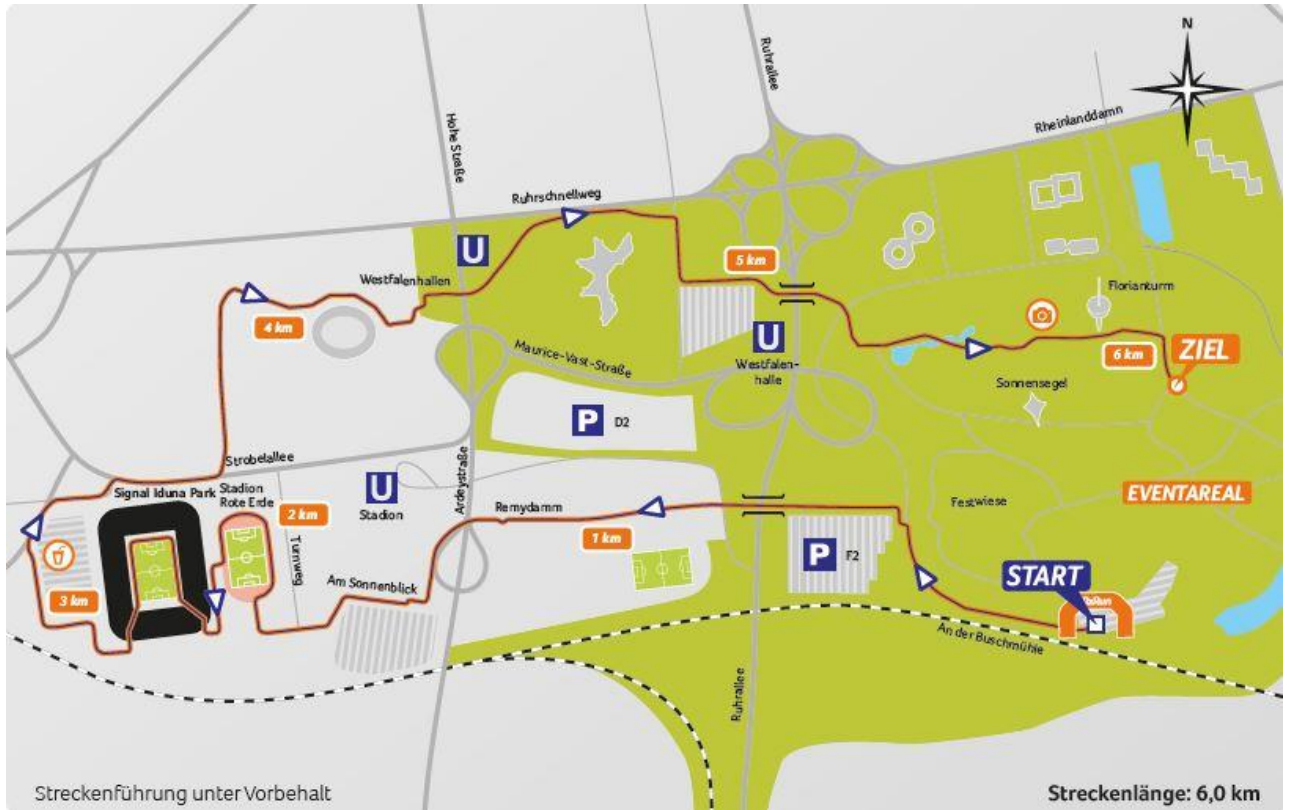 N
Ruhrallee
Rheinlanddamn
Hohe Straße
Ruhrschnellweg
U
5 km
Westfalenhallen
Florianturm
4 km
U
Westfalen-
halle
6 km
ZIEL
Maurice-Vast-Straße
Sonnensegel
P D2
Strobelallee
Signal Iduna Park
Stadion
Rote Erde
U
Stadion
Ardeystraße
EVENTAREAL
2 km
Remydamm
Festwiese
1 km
Turnweg
P F2
START
Am Sonnenblick
3 km
An der Buschmühle
Ruhrallee
Streckenführung unter Vorbehalt
Streckenlänge: 6,0 km